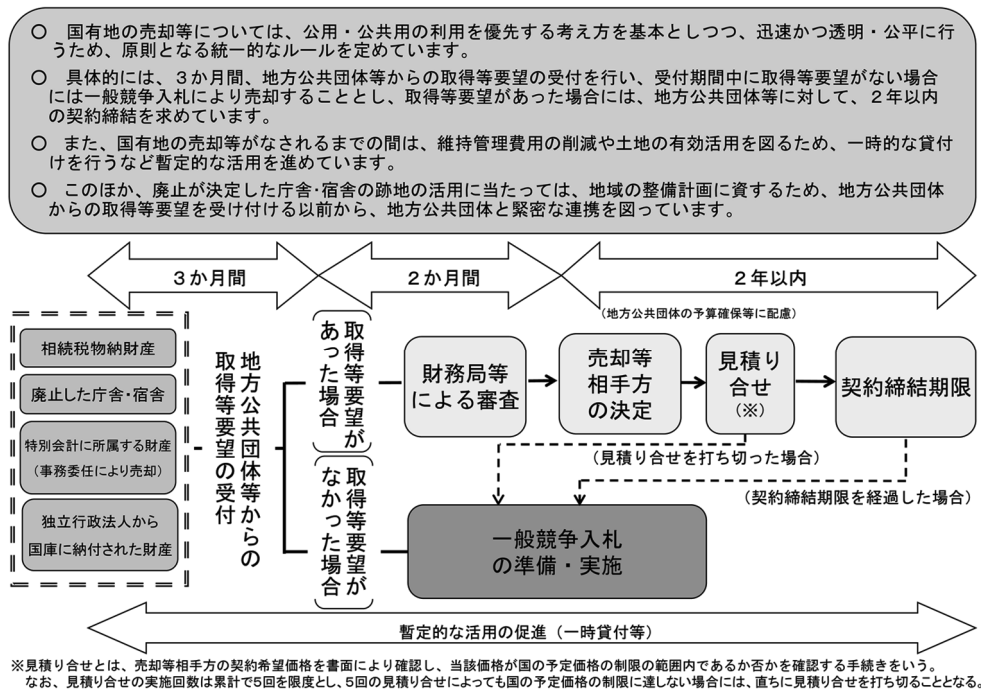 ○ 国有地の売却等については、公用・公共用の利用を優先する考え方を基本としつつ、迅速かつ透明・公平に行
うため、原則となる統一的なルールを定めています。
○ 具体的には、３か月間、地方公共団体等からの取得等要望の受付を行い、受付期間中に取得等要望がない場合
には一般競争入札により売却することとし、取得等要望があった場合には、地方公共団体等に対して、２年以内
の契約締結を求めています。
○ また、国有地の売却等がなされるまでの間は、維持管理費用の削減や土地の有効活用を図るため、一時的な貸付
けを行うなど暫定的な活用を進めています。
○ このほか、廃止が決定した庁舎・宿舎の跡地の活用に当たっては、地域の整備計画に資するため、地方公共団体
からの取得等要望を受け付ける以前から、地方公共団体と緊密な連携を図っています。
３か月間
２か月間
２年以内
（地方公共団体の予算確保等に配慮）
相続税物納財産
廃止した庁舎・宿舎
特別会計に所属する財産
（事務委任により売却）
独立行政法人から
国庫に納付された財産
地方公共団体等からの
取得等要望の受付
取得等要望が
あった場合
取得等要望が
なかった場合
財務局等
による審査
売却等
相手方
の決定
見積り
合せ
（※）
契約締結期限
（見積り合せを打ち切った場合）
（契約締結期限を経過した場合）
一般競争入札
の準備・実施
暫定的な活用の促進（一時貸付等）
※見積り合せとは、売却等相手方の契約希望価格を書面により確認し、当該価格が国の予定価格の制限の範囲内であるか否かを確認する手続きをいう。
なお、見積り合せの実施回数は累計で5回を限度とし、5回の見積り合せによっても国の予定価格の制限に達しない場合には、直ちに見積り合せを打ち切ることとなる。